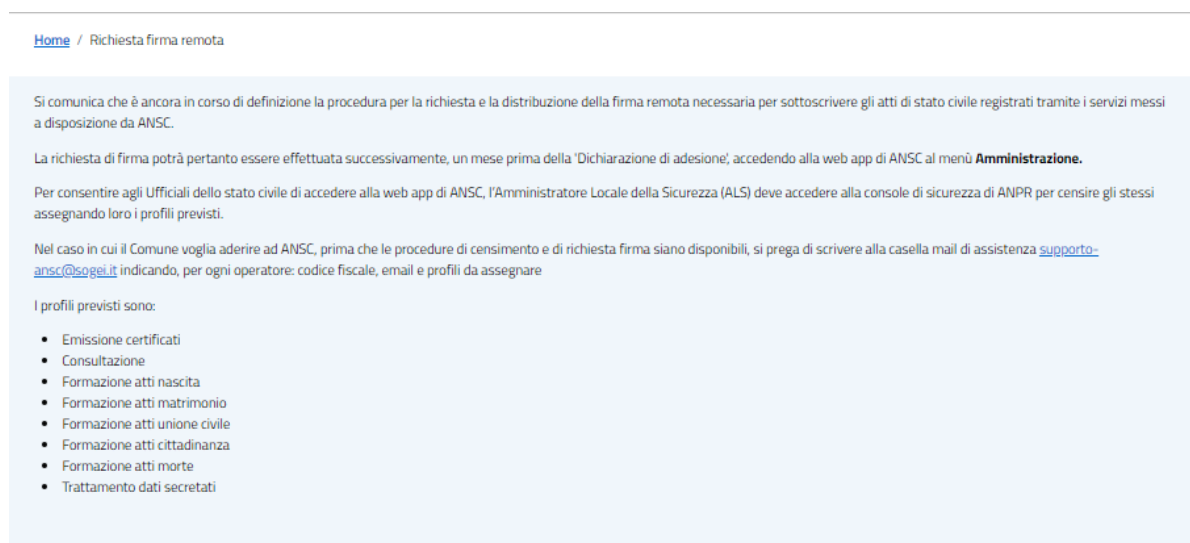 Home / Richiesta firma remota
Si comunica che è ancora in corso di definizione la procedura per la richiesta e la distribuzione della firma remota necessaria per sottoscrivere gli atti di stato civile registrati tramite i servizi messi
a disposizione da ANSC.
La richiesta di firma potrà pertanto essere effettuata successivamente, un mese prima della 'Dichiarazione di adesione', accedendo alla web app di ANSC al menù Amministrazione.
Per consentire agli Ufficiali dello stato civile di accedere alla web app di ANSC, l'Amministratore Locale della Sicurezza (ALS) deve accedere alla console di sicurezza di ANPR per censire gli stessi
assegnando loro i profili previsti.
Nel caso in cui il Comune voglia aderire ad ANSC, prima che le procedure di censimento e di richiesta firma siano disponibili, si prega di scrivere alla casella mail di assistenza supporto-
ansc@sogei.it indicando, per ogni operatore: codice fiscale, email e profili da assegnare
I profili previsti sono:
• Emissione certificati
• Consultazione
• Formazione atti nascita
• Formazione atti matrimonio
• Formazione atti unione civile
• Formazione atti cittadinanza
• Formazione atti morte
• Trattamento dati secretati